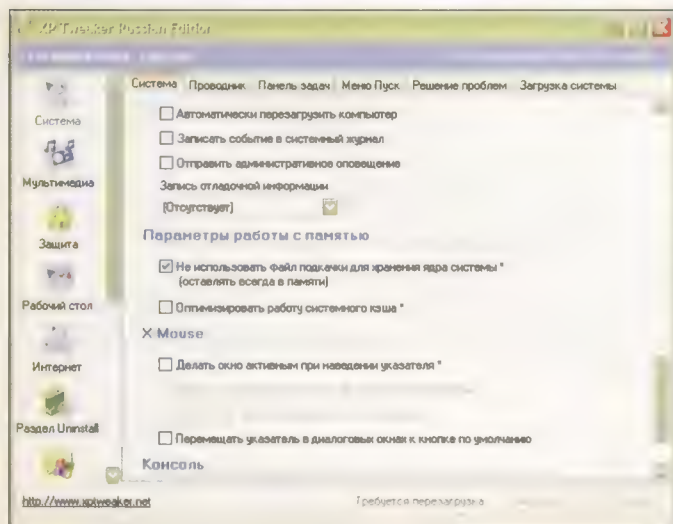 XP Tweaker Russian Edition
Система
Проводник
Панель задач
Меню Пуск
Решение проблем
Загрузка системы
Система
Мультимедиа
Защита
Рабочий стол
Интернет
Раздел Uninstall
Автоматически перезагрузить компьютер
Записать событие в системный журнал
Отправить административное оповещение
Запись отладочной информации
(Отсутствует)
Параметры работы с памятью
Не использовать файл подкачки для хранения ядра системы *
(оставлять всегда в памяти)
Оптимизировать работу системного кэша *
X Mouse
Делать окно активным при наведении указателя *
Перемещать указатель в диалоговых окнах к кнопке по умолчанию
Консоль
http://www.xptweaker.net
Требуется перезагрузка